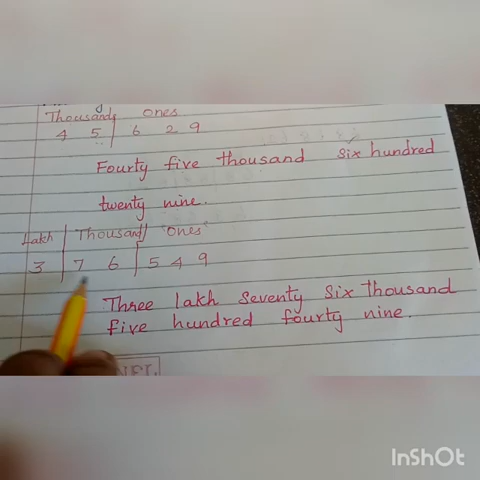 Thousand ones
4 5 6 2 9
Fourty five thousand six hundred
twenty nine.
Lakh Thousand "ones"
3 7 6 5 4 9
Three lakh seventy six thousand
five hundred fourty nine.
InShOt